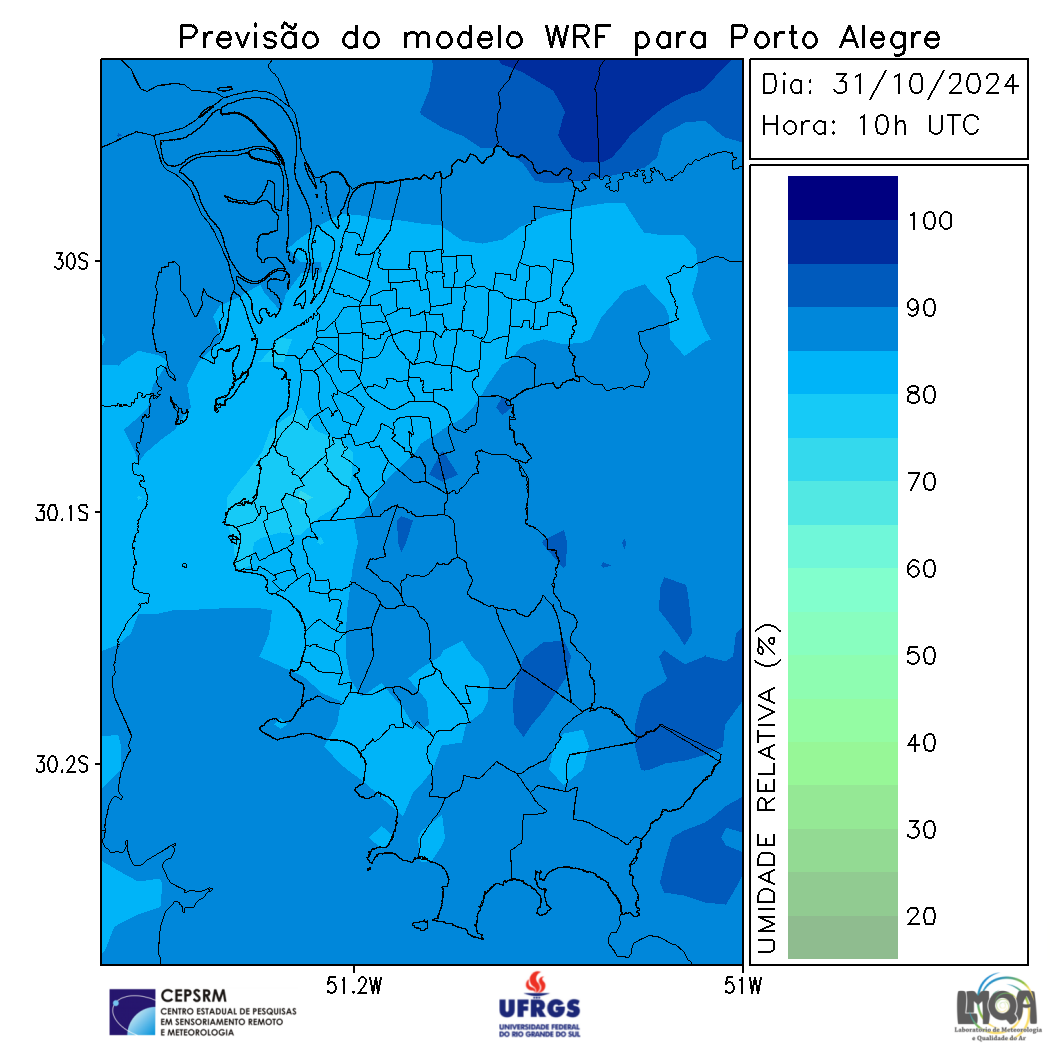 Previsão do modelo WRF para Porto Alegre
Dia: 31/10/2024
Hora: 10h UTC
30S
30.1S
30.2S
51.2W
51W
UMIDADE RELATIVA (%)
100
90
80
70
60
50
40
30
20
CEPSRM
CENTRO ESTADUAL DE PESQUISAS
EM SENSORIAMENTO REMOTO
E METEOROLOGIA
UFRGS
UNIVERSIDADE FEDERAL
DO RIO GRANDE DO SUL
LMQA
Laboratório de Meteorologia
e Qualidade do Ar